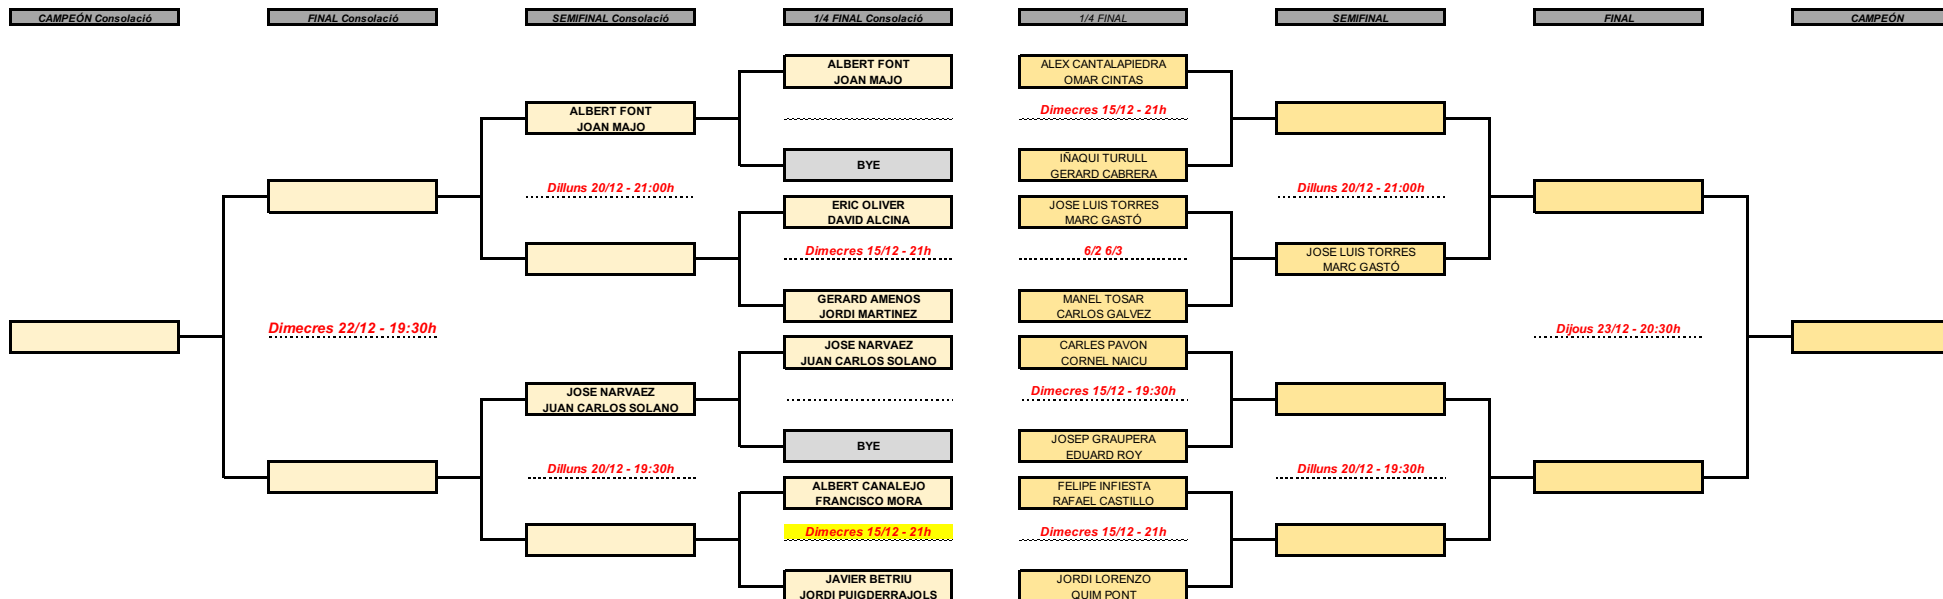 CAMPEÓN Consolació
FINAL Consolació
SEMIFINAL Consolació
1/4 FINAL Consolació
1/4 FINAL
SEMIFINAL
FINAL
CAMPEÓN
ALBERT FONT
JOAN MAJO
ALEX CANTALAPIEDRA
OMAR CINTAS
ALBERT FONT
JOAN MAJO
Dimecres 15/12 - 21h
BYE
IÑAQUI TURULL
GERARD CABRERA
Dilluns 20/12 - 21:00h
Dilluns 20/12 - 21:00h
ERIC OLIVER
DAVID ALCINA
JOSE LUIS TORRES
MARC GASTÓ
Dimecres 15/12 - 21h
6/2 6/3
JOSE LUIS TORRES
MARC GASTÓ
GERARD AMENOS
JORDI MARTINEZ
MANEL TOSAR
CARLOS GALVEZ
Dimecres 22/12 - 19:30h
Dijous 23/12 - 20:30h
JOSE NARVAEZ
JUAN CARLOS SOLANO
CARLES PAVON
CORNEL NAICU
JOSE NARVAEZ
JUAN CARLOS SOLANO
Dimecres 15/12 - 19:30h
BYE
JOSEP GRAUPERA
EDUARD ROY
Dilluns 20/12 - 19:30h
Dilluns 20/12 - 19:30h
ALBERT CANALEJO
FRANCISCO MORA
FELIPE INFIESTA
RAFAEL CASTILLO
Dimecres 15/12 - 21h
Dimecres 15/12 - 21h
JAVIER BETRIU
JORDI PUIGDERRAJOLS
JORDI LORENZO
QUIM PONT